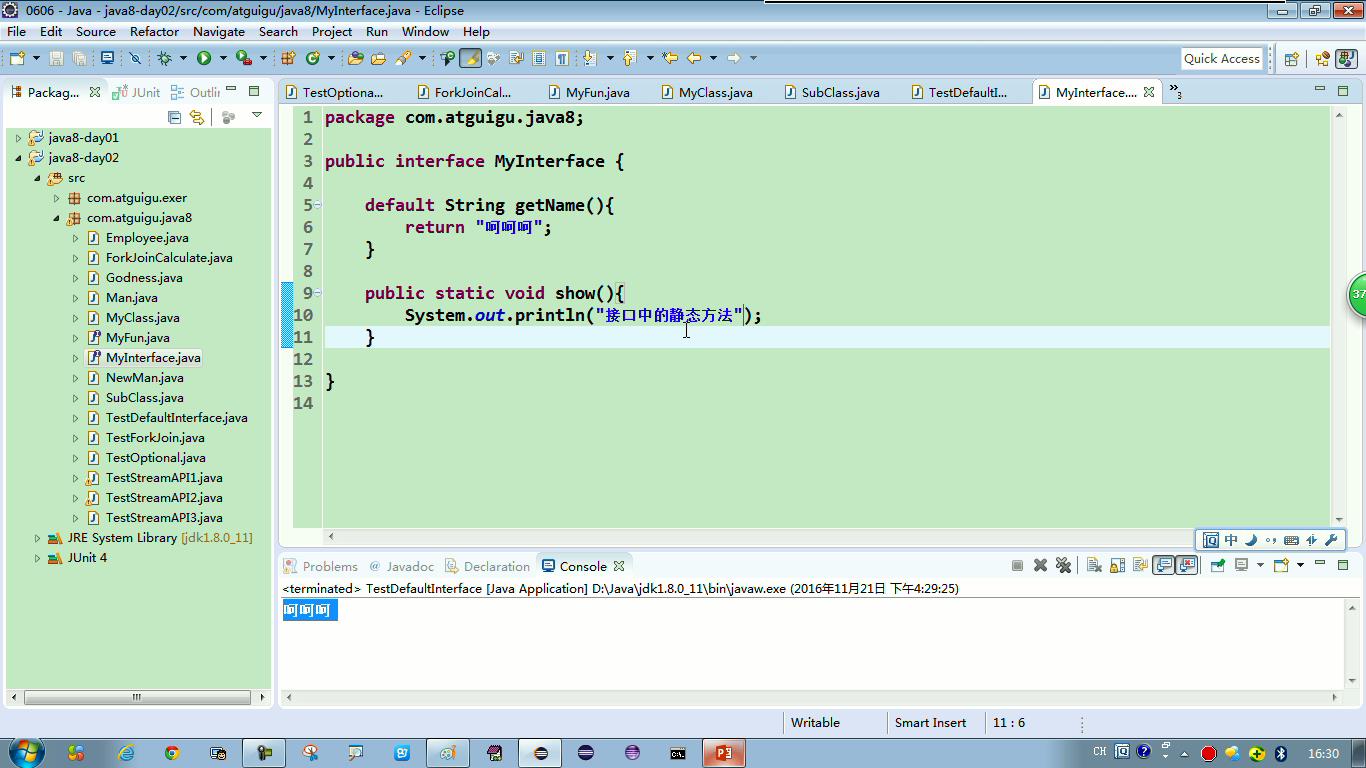 0606 - Java - java8-day02/src/com/atguigu/java8/MyInterface.java - Eclipse
File Edit Source Refactor Navigate Search Project Run Window Help
Quick Access
Packag... JUnit Outli
TestOptiona... ForkJoinCal... MyFun.java MyClass.java SubClass.java TestDefaultI... MyInterface.... »3
java8-day01
java8-day02
src
com.atguigu.exer
com.atguigu.java8
Employee.java
ForkJoinCalculate.java
Godness.java
Man.java
MyClass.java
MyFun.java
MyInterface.java
NewMan.java
SubClass.java
TestDefaultInterface.java
TestForkJoin.java
TestOptional.java
TestStreamAPI1.java
TestStreamAPI2.java
TestStreamAPI3.java
JRE System Library [jdk1.8.0_11]
JUnit 4
1 package com.atguigu.java8;
2
3 public interface MyInterface {
4
5 default String getName(){
6 return "呵呵呵";
7 }
8
9 public static void show(){
10 System.out.println("接口中的静态方法");
11 }
12
13 }
14
37
中
Problems @ Javadoc Declaration Console
<terminated> TestDefaultInterface [Java Application] D:\Java\jdk1.8.0_11\bin\javaw.exe (2016年11月21日 下午4:29:25)
呵呵呵
Writable Smart Insert 11 : 6
CH 16:30